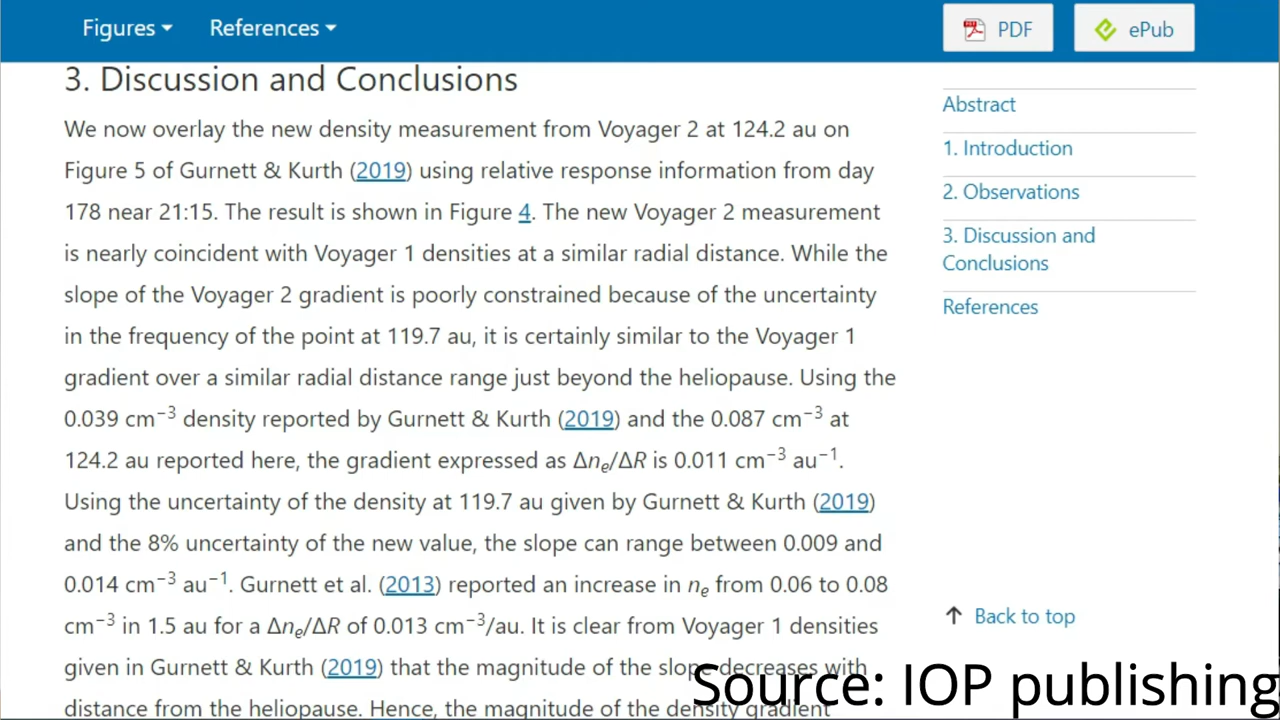 Figures
References
PDF
ePub
3. Discussion and Conclusions
We now overlay the new density measurement from Voyager 2 at 124.2 au on
Figure 5 of Gurnett & Kurth (2019) using relative response information from day
178 near 21:15. The result is shown in Figure 4. The new Voyager 2 measurement
is nearly coincident with Voyager 1 densities at a similar radial distance. While the
slope of the Voyager 2 gradient is poorly constrained because of the uncertainty
in the frequency of the point at 119.7 au, it is certainly similar to the Voyager 1
gradient over a similar radial distance range just beyond the heliopause. Using the
0.039 cm⁻³ density reported by Gurnett & Kurth (2019) and the 0.087 cm⁻³ at
124.2 au reported here, the gradient expressed as Δnₑ/ΔR is 0.011 cm⁻³ au⁻¹.
Using the uncertainty of the density at 119.7 au given by Gurnett & Kurth (2019)
and the 8% uncertainty of the new value, the slope can range between 0.009 and
0.014 cm⁻³ au⁻¹. Gurnett et al. (2013) reported an increase in nₑ from 0.06 to 0.08
cm⁻³ in 1.5 au for a Δnₑ/ΔR of 0.013 cm⁻³/au. It is clear from Voyager 1 densities
given in Gurnett & Kurth (2019) that the magnitude of the slope decreases with
distance from the heliopause. Hence, the magnitude of the density gradient
Abstract
1. Introduction
2. Observations
3. Discussion and
Conclusions
References
Back to top
Source: IOP publishing